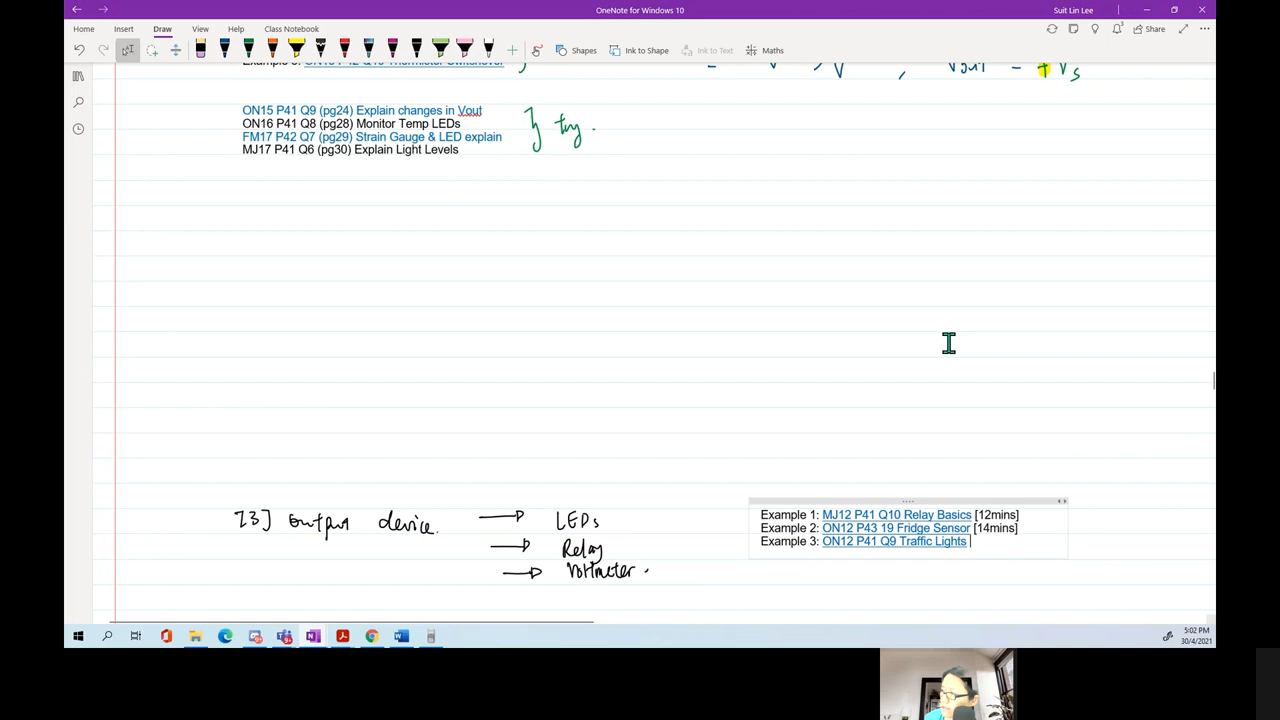 OneNote for Windows 10
Suit Lin Lee
Home Insert Draw View Help Class Notebook
Share
Shapes Ink to Shape Ink to Text Maths
Vout = + Vs
ON15 P41 Q9 (pg24) Explain changes in Vout
ON16 P41 Q8 (pg28) Monitor Temp LEDs
FM17 P42 Q7 (pg29) Strain Gauge & LED explain
MJ17 P41 Q6 (pg30) Explain Light Levels
try.
[3] output device. → LEDs
→ Relay
→ Voltmeter.
Example 1: MJ12 P41 Q10 Relay Basics [12mins]
Example 2: ON12 P43 19 Fridge Sensor [14mins]
Example 3: ON12 P41 Q9 Traffic Lights
5:02 PM
30/4/2021